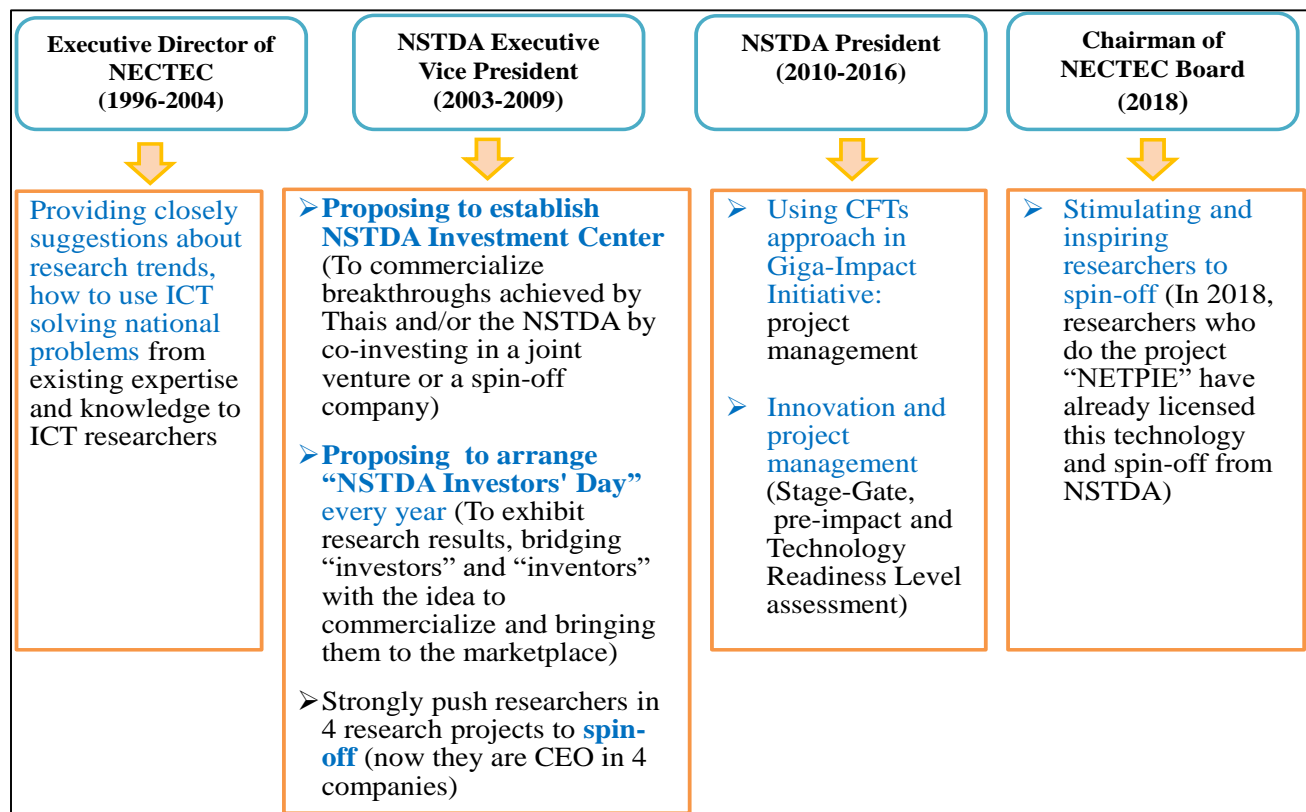 Executive Director of
NECTEC
(1996-2004)
Providing closely
suggestions about
research trends,
how to use ICT
solving national
problems from
existing expertise
and knowledge to
ICT researchers
NSTDA Executive
Vice President
(2003-2009)
➢Proposing to establish
NSTDA Investment Center
(To commercialize
breakthroughs achieved by
Thais and/or the NSTDA by
co-investing in a joint
venture or a spin-off
company)
➢Proposing to arrange
“NSTDA Investors' Day”
every year (To exhibit
research results, bridging
“investors” and “inventors”
with the idea to
commercialize and bringing
them to the marketplace)
➢Strongly push researchers in
4 research projects to spin-
off (now they are CEO in 4
companies)
NSTDA President
(2010-2016)
➢ Using CFTs
approach in
Giga-Impact
Initiative:
project
management
➢ Innovation and
project
management
(Stage-Gate,
pre-impact and
Technology
Readiness Level
assessment)
Chairman of
NECTEC Board
(2018)
➢ Stimulating and
inspiring
researchers to
spin-off (In 2018,
researchers who
do the project
“NETPIE” have
already licensed
this technology
and spin-off from
NSTDA)